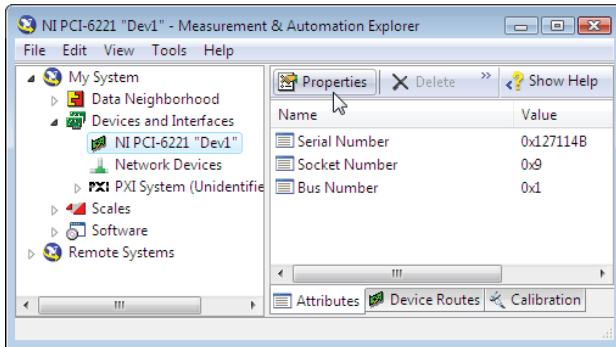 NI PCI-6221 "Dev1" - Measurement & Automation Explorer
File Edit View Tools Help
My System
Data Neighborhood
Devices and Interfaces
NI PCI-6221 "Dev1"
Network Devices
PXI PXI System (Unidentifie
Scales
Software
Remote Systems
Properties Delete » Show Help
Name Value
Serial Number 0x127114B
Socket Number 0x9
Bus Number 0x1
Attributes Device Routes Calibration